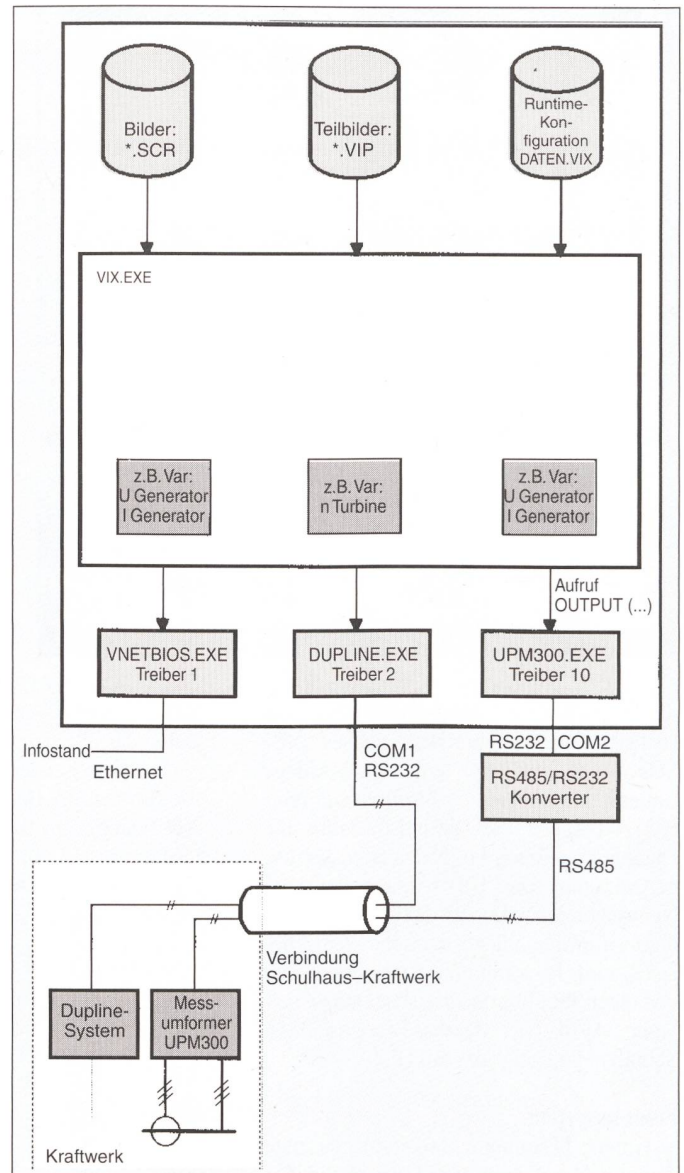 Bilder:
*.SCR
Teilbilder:
*.VIP
Runtime-
Kon-
figuration
DATEN.VIX
VIX.EXE
z.B. Var:
U Generator
I Generator
z.B. Var:
n Turbine
z.B. Var:
U Generator
I Generator
Aufruf
OUTPUT (...)
VNETBIOS.EXE
Treiber 1
DUPLINE.EXE
Treiber 2
UPM300.EXE
Treiber 10
Infostand
Ethernet
COM1
RS232
RS232
COM2
RS485/RS232
Konverter
RS485
Verbindung
Schulhaus–Kraftwerk
Dupline-
System
Mess-
umformer
UPM300
Kraftwerk